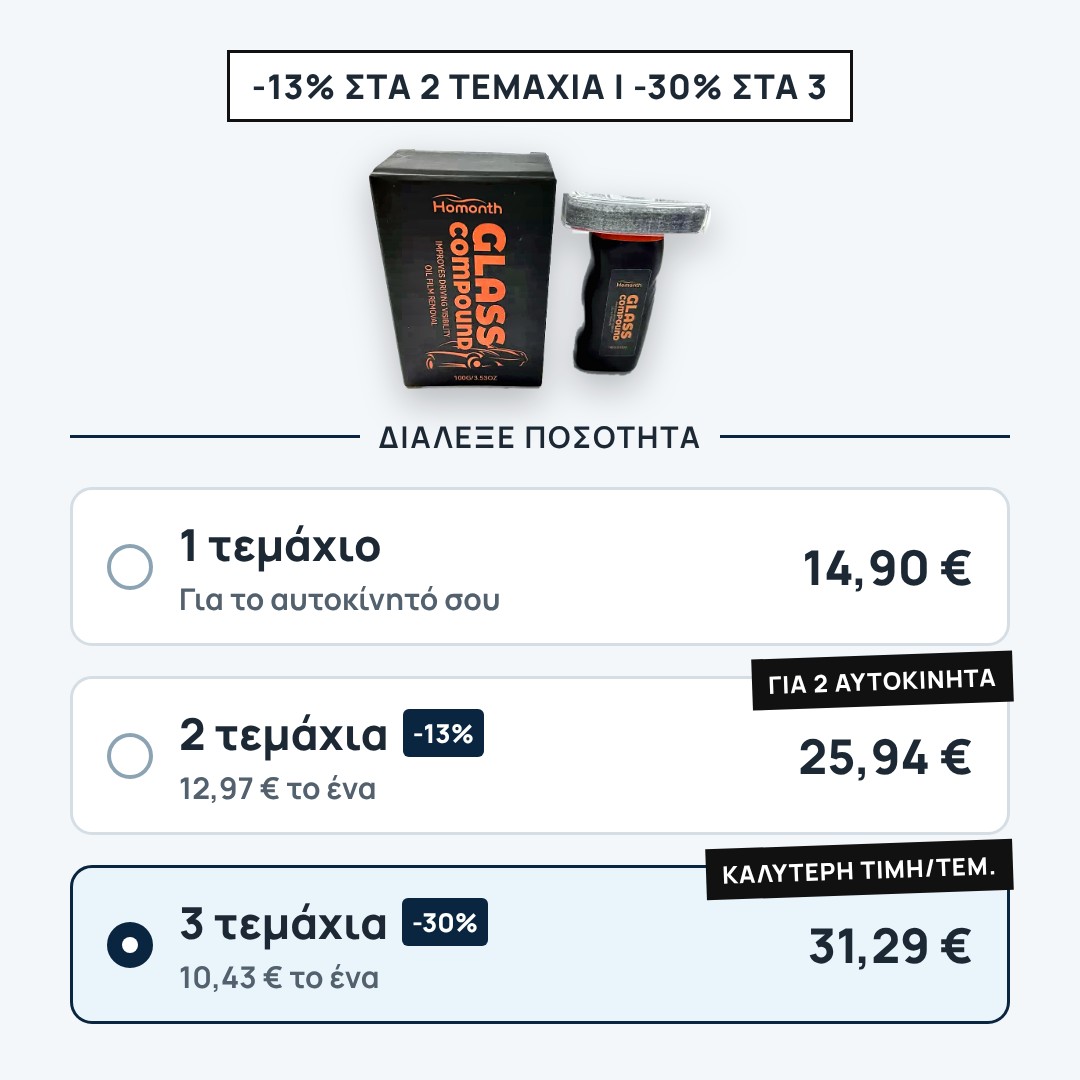 -13% ΣΤΑ 2 ΤΕΜΑΧΙΑ | -30% ΣΤΑ 3
Homonth
GLASS
COMPOUND
IMPROVES DRIVING VISIBILITY
OIL FILM REMOVAL
100G/3.53OZ
Homonth
GLASS
COMPOUND
ΔΙΑΛΕΞΕ ΠΟΣΟΤΗΤΑ
1 τεμάχιο
14,90 €
Για το αυτοκίνητό σου
ΓΙΑ 2 ΑΥΤΟΚΙΝΗΤΑ
2 τεμάχια -13%
25,94 €
12,97 € το ένα
ΚΑΛΥΤΕΡΗ ΤΙΜΗ/ΤΕΜ.
3 τεμάχια -30%
31,29 €
10,43 € το ένα